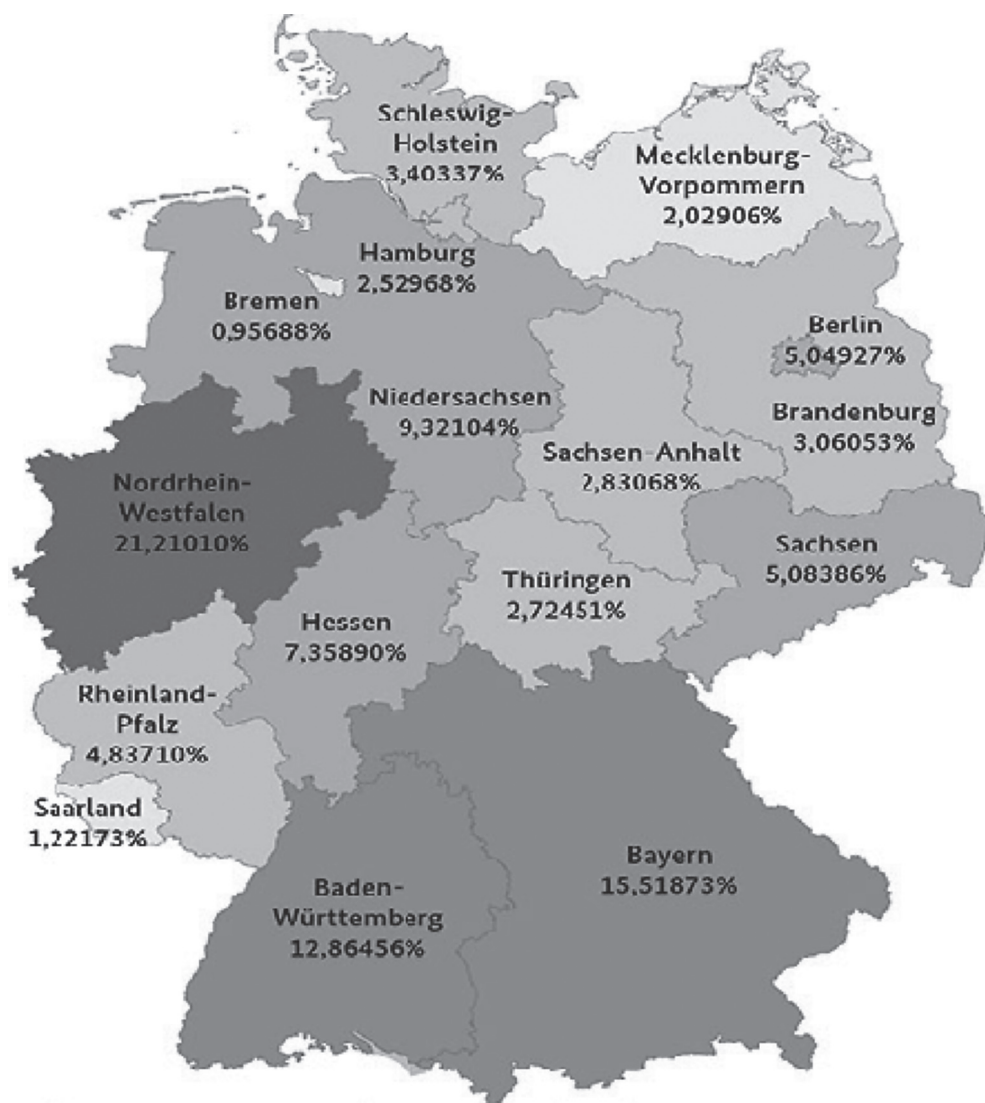 Schleswig-
Holstein
3,40337%
Mecklenburg-
Vorpommern
2,02906%
Hamburg
2,52968%
Bremen
0,95688%
Berlin
5,04927%
Niedersachsen
9,32104%
Brandenburg
3,06053%
Sachsen-Anhalt
2,83068%
Nordrhein-
Westfalen
21,21010%
Sachsen
5,08386%
Thüringen
2,72451%
Hessen
7,35890%
Rheinland-
Pfalz
4,83710%
Saarland
1,22173%
Bayern
15,51873%
Baden-
Württemberg
12,86456%